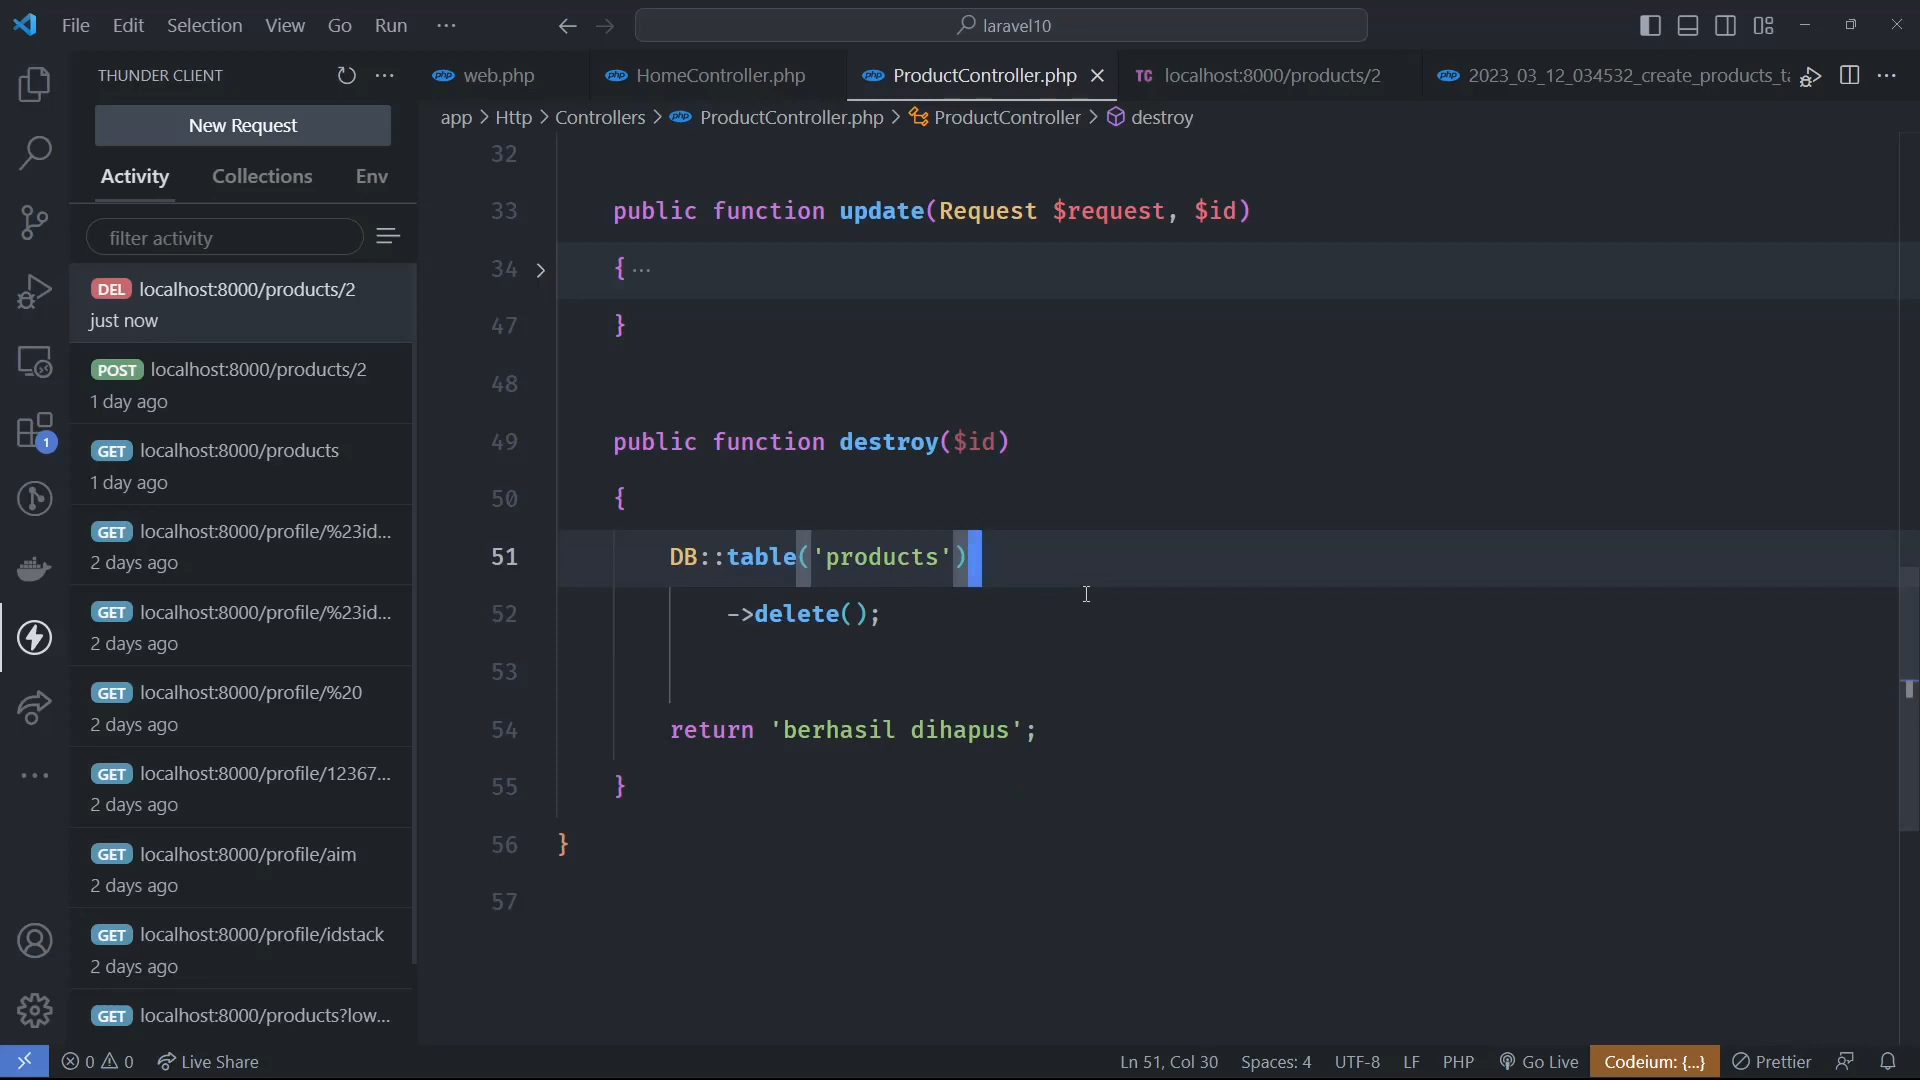 File Edit Selection View Go Run ···
laravel10
THUNDER CLIENT ···
New Request
Activity Collections Env
filter activity
DEL localhost:8000/products/2
just now
POST localhost:8000/products/2
1 day ago
GET localhost:8000/products
1 day ago
GET localhost:8000/profile/%23id...
2 days ago
GET localhost:8000/profile/%23id...
2 days ago
GET localhost:8000/profile/%20
2 days ago
GET localhost:8000/profile/12367...
2 days ago
GET localhost:8000/profile/aim
2 days ago
GET localhost:8000/profile/idstack
2 days ago
GET localhost:8000/products?low...
1
php web.php php HomeController.php php ProductController.php TC localhost:8000/products/2 php 2023_03_12_034532_create_products_ta ···
app > Http > Controllers > php ProductController.php > ProductController > destroy
32
33 public function update(Request $request, $id)
34 { ···
47 }
48
49 public function destroy($id)
50 {
51 DB::table('products')
52 ->delete();
53
54 return 'berhasil dihapus';
55 }
56 }
57
0 0 Live Share Ln 51, Col 30 Spaces: 4 UTF-8 LF PHP Go Live Codeium: {...} Prettier